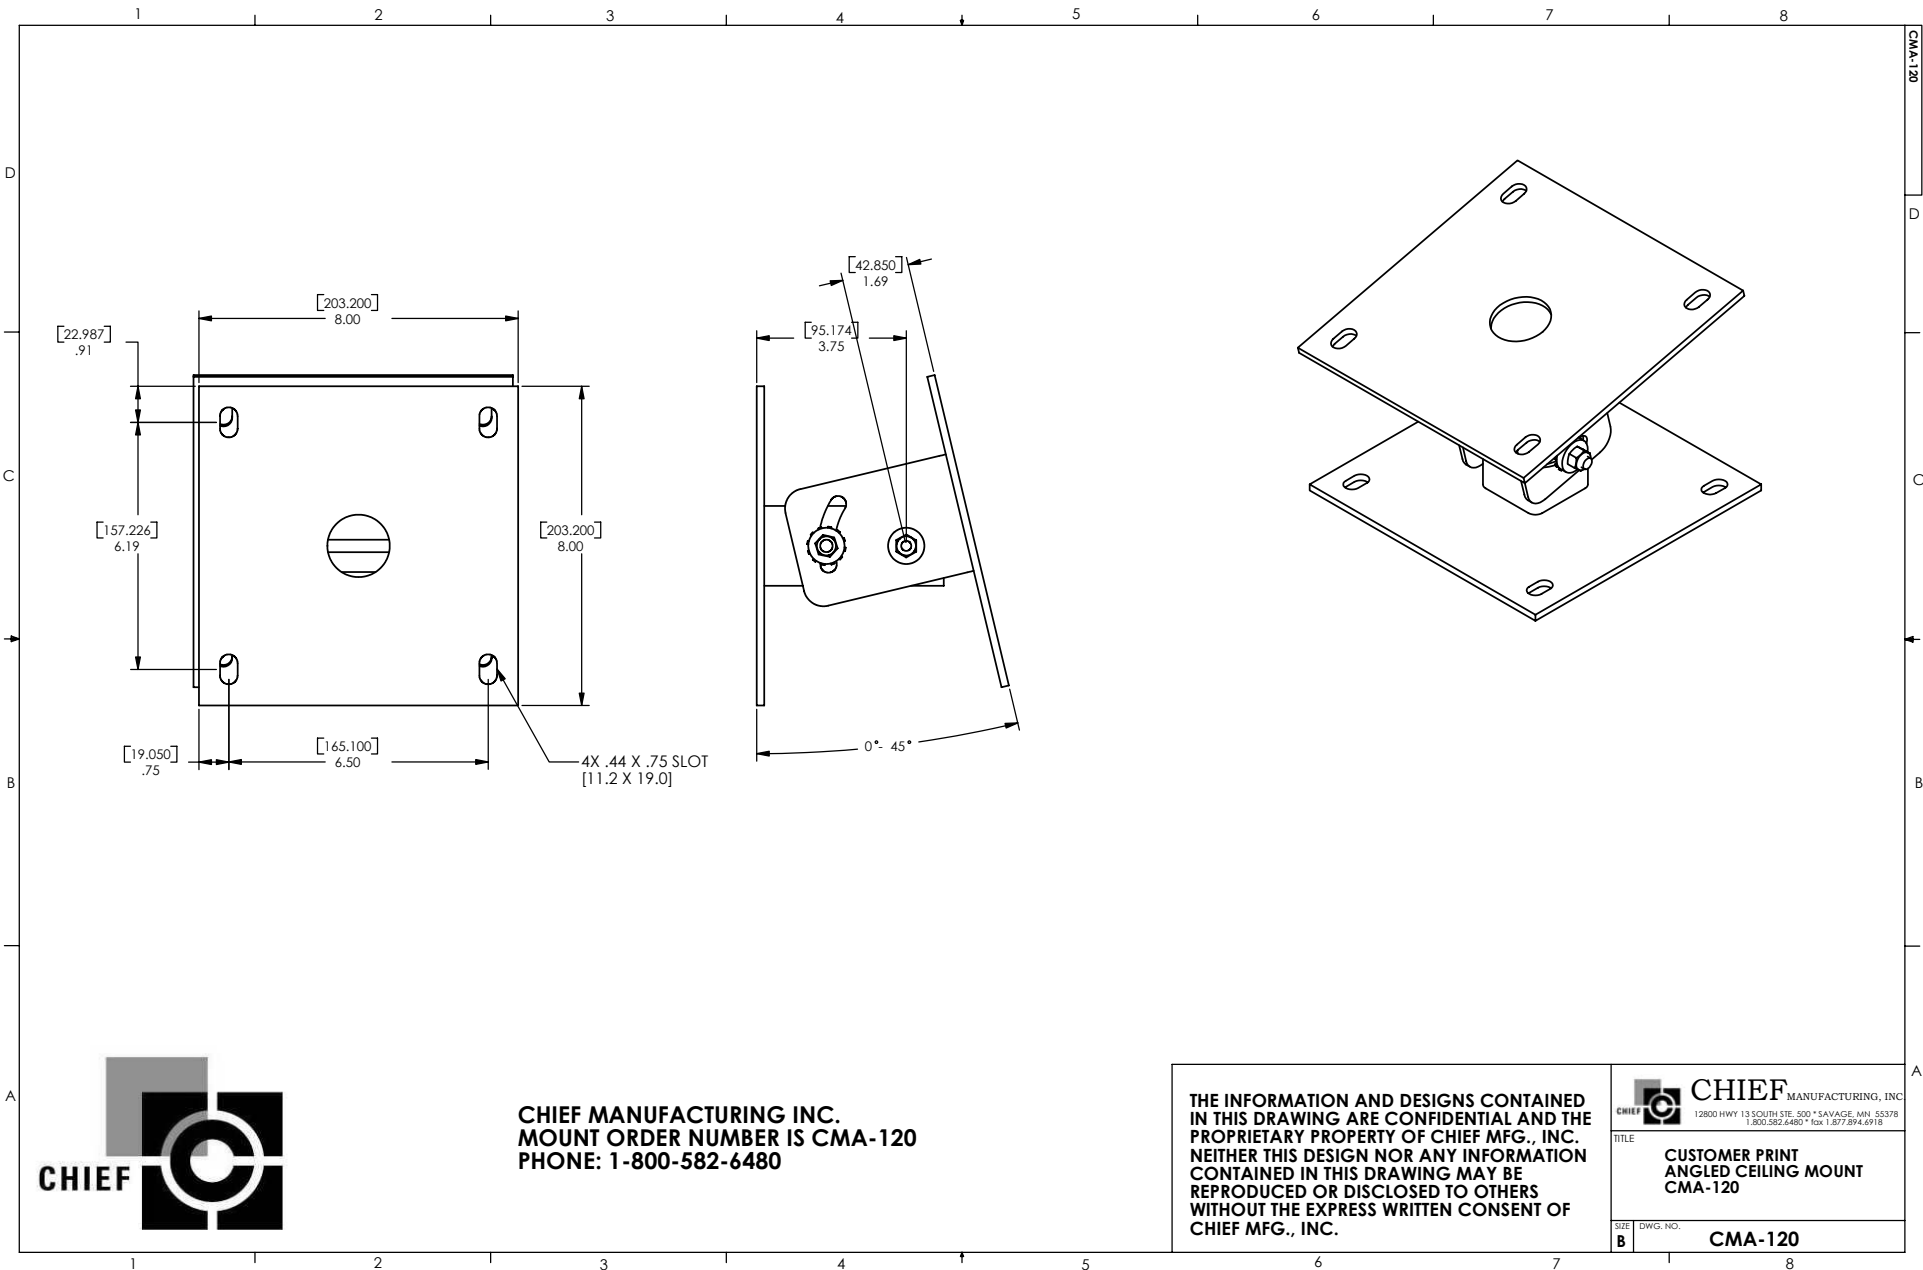 1 2 3 4 5 6 7 8
CMA-120
D
D
[203.200]
8.00
[22.987]
.91
[42.850]
1.69
[95.174]
3.75
C
C
[157.226]
6.19
[203.200]
8.00
[19.050]
.75
[165.100]
6.50
4X .44 X .75 SLOT
[11.2 X 19.0]
0°- 45°
B
B
A
A
CHIEF
CHIEF MANUFACTURING INC.
MOUNT ORDER NUMBER IS CMA-120
PHONE: 1-800-582-6480
THE INFORMATION AND DESIGNS CONTAINED
IN THIS DRAWING ARE CONFIDENTIAL AND THE
PROPRIETARY PROPERTY OF CHIEF MFG., INC.
NEITHER THIS DESIGN NOR ANY INFORMATION
CONTAINED IN THIS DRAWING MAY BE
REPRODUCED OR DISCLOSED TO OTHERS
WITHOUT THE EXPRESS WRITTEN CONSENT OF
CHIEF MFG., INC.
CHIEF
CHIEF MANUFACTURING, INC
12800 HWY 13 SOUTH STE. 500 * SAVAGE, MN 55378
1.800.582.6480 * fax 1.877.894.6918
TITLE
CUSTOMER PRINT
ANGLED CEILING MOUNT
CMA-120
SIZE
B
DWG. NO.
CMA-120
1 2 3 4 5 6 7 8